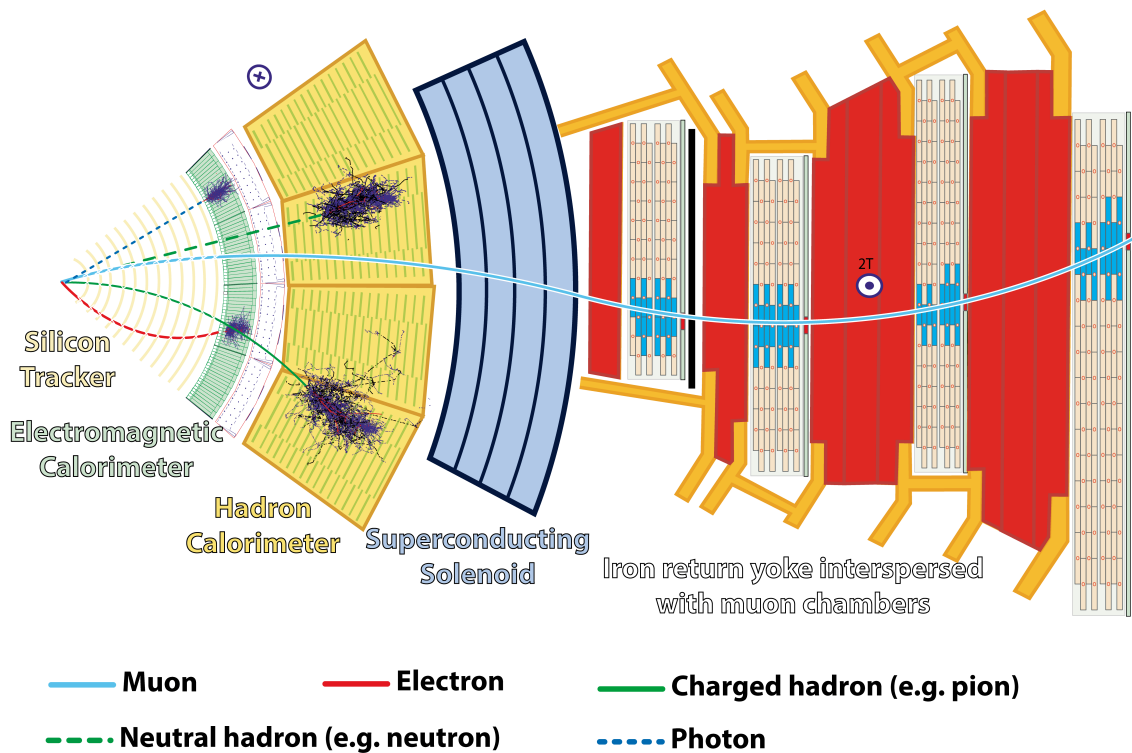 2T
Silicon
Tracker
Electromagnetic
Calorimeter
Hadron
Calorimeter
Superconducting
Solenoid
Iron return yoke interspersed
with muon chambers
Muon
Electron
Charged hadron (e.g. pion)
Neutral hadron (e.g. neutron)
Photon